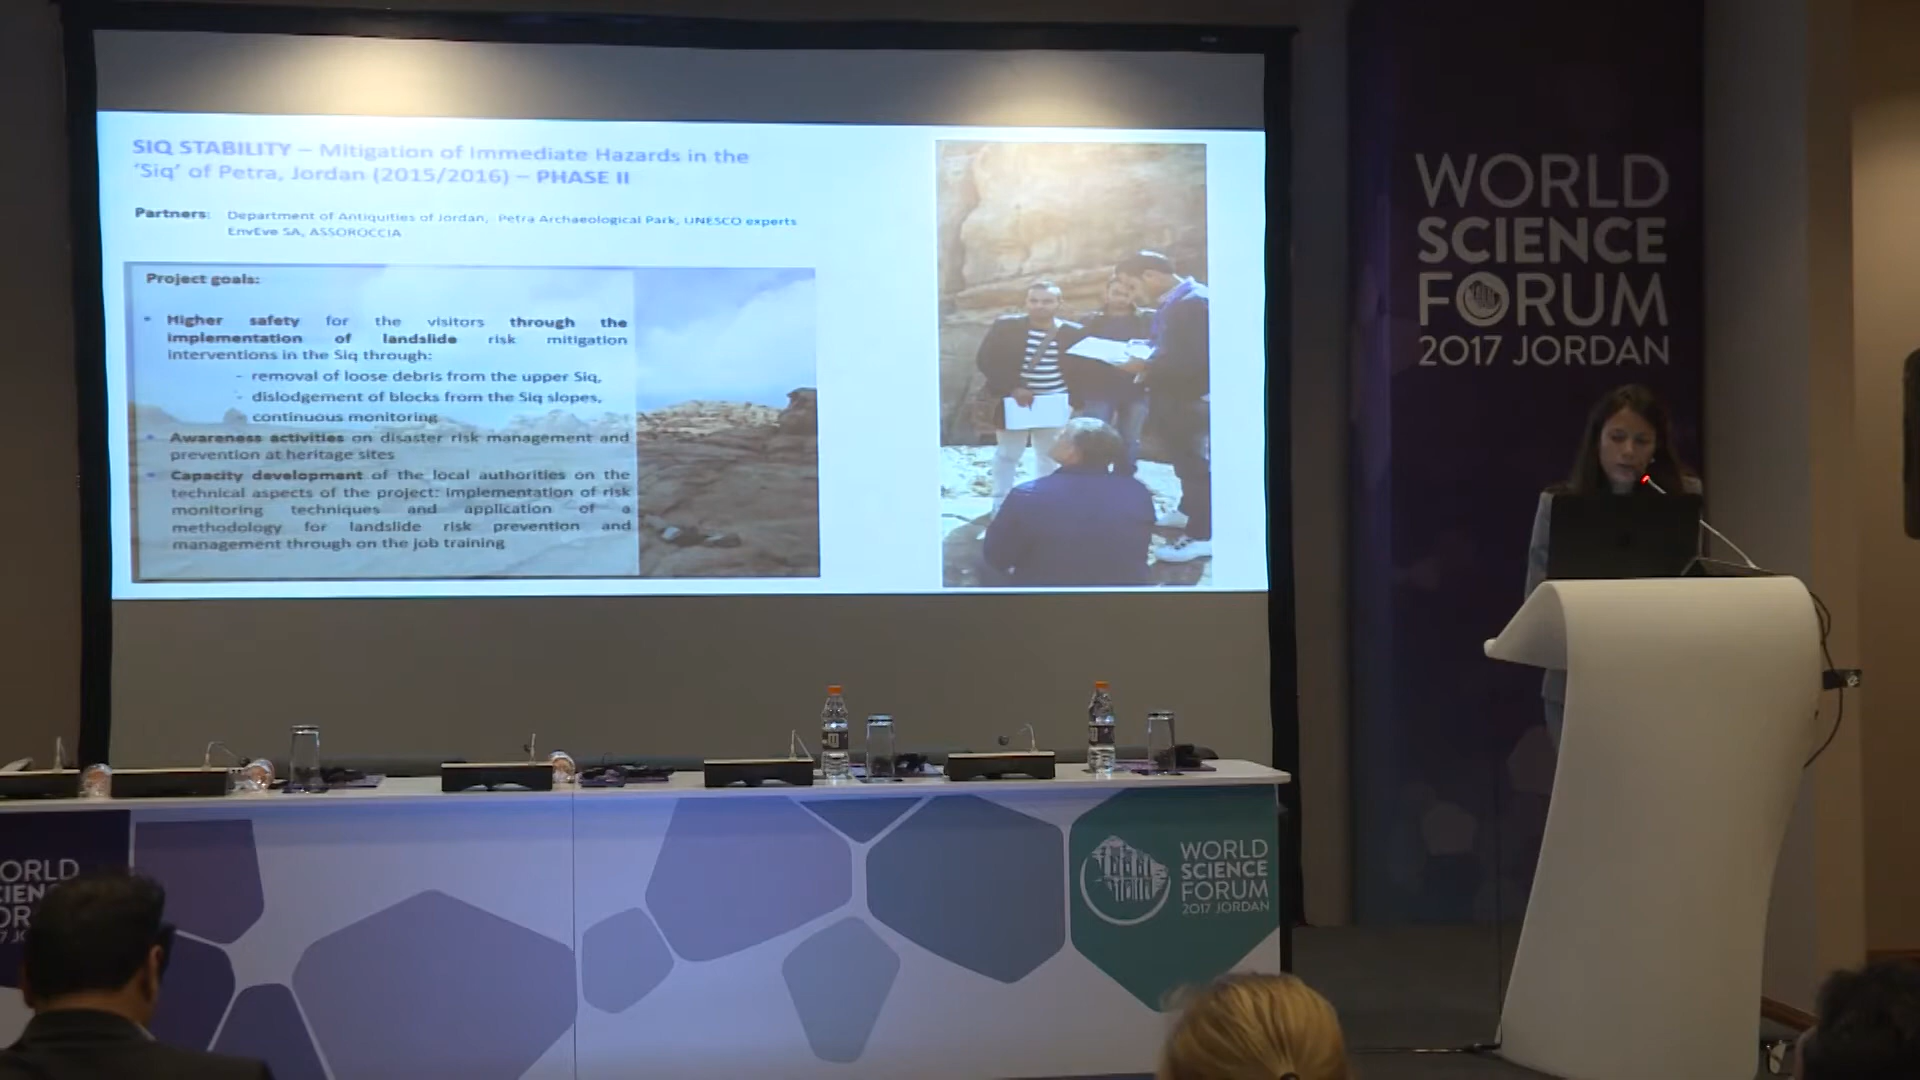 SIQ STABILITY – Mitigation of Immediate Hazards in the
'Siq' of Petra, Jordan (2015/2016) – PHASE II
Partners: Department of Antiquities of Jordan, Petra Archaeological Park, UNESCO experts
EnvEve SA, ASSOROCCIA
Project goals:
• Higher safety for the visitors through the
implementation of landslide risk mitigation
interventions in the Siq through:
- removal of loose debris from the upper Siq,
- dislodgement of blocks from the Siq slopes,
- continuous monitoring
• Awareness activities on disaster risk management and
prevention at heritage sites
• Capacity development of the local authorities on the
technical aspects of the project: implementation of risk
monitoring techniques and application of a
methodology for landslide risk prevention and
management through on the job training
WORLD
SCIENCE
FORUM
2017 JORDAN
WORLD
SCIENCE
FORUM
2017 JORDAN
ORLD
CIEN
OR
7 JO